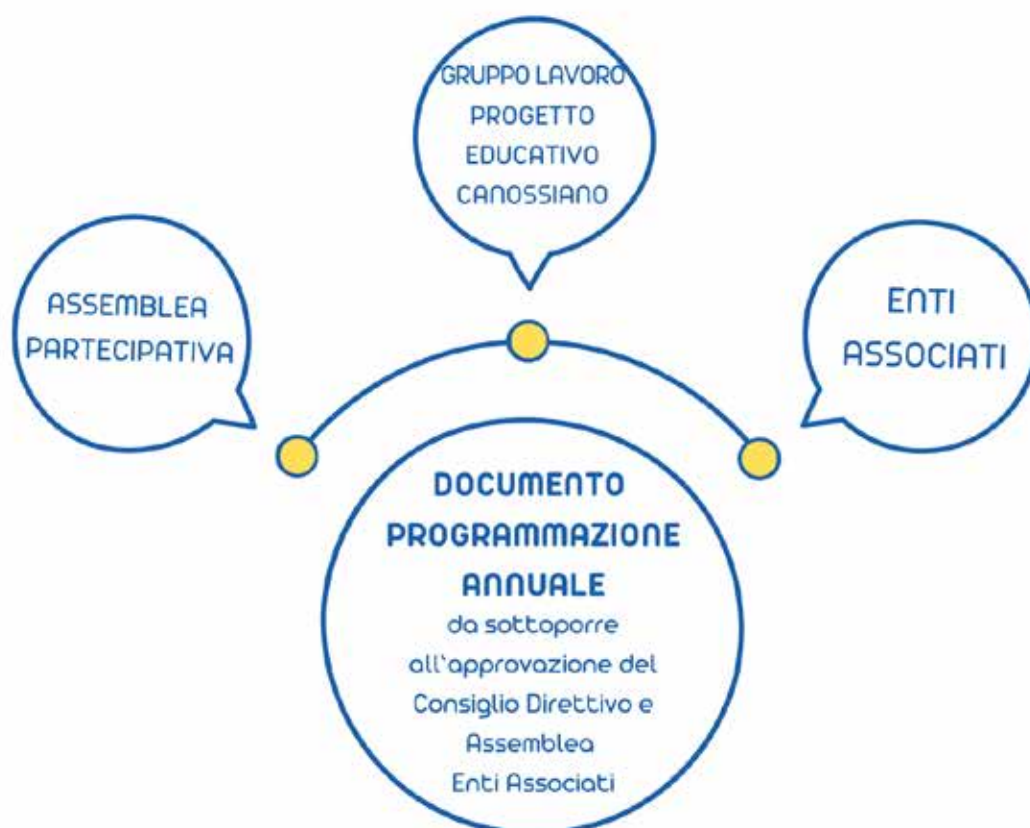 GRUPPO LAVORO
PROGETTO
EDUCATIVO
CANOSSIANO
ASSEMBLEA
PARTECIPATIVA
ENTI
ASSOCIATI
DOCUMENTO
PROGRAMMAZIONE
ANNUALE
da sottoporre
all'approvazione del
Consiglio Direttivo e
Assemblea
Enti Associati